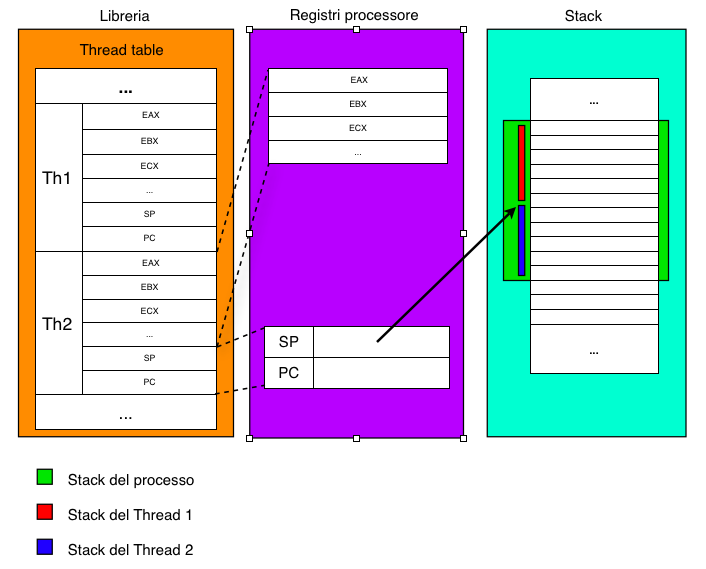 Libreria
Registri processore
Stack
Thread table
...
Th1
EAX
EBX
ECX
...
SP
PC
Th2
EAX
EBX
ECX
...
SP
PC
...
EAX
EBX
ECX
...
SP
PC
...
...
Stack del processo
Stack del Thread 1
Stack del Thread 2